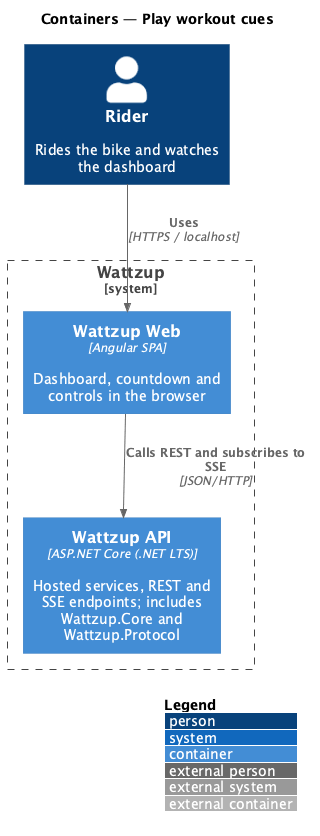 Containers — Play workout cues
Rider
Rides the bike and watches
the dashboard
Uses
[HTTPS / localhost]
Wattzup
[system]
Wattzup Web
[Angular SPA]
Dashboard, countdown and
controls in the browser
Calls REST and subscribes to
SSE
[JSON/HTTP]
Wattzup API
[ASP.NET Core (.NET LTS)]
Hosted services, REST and
SSE endpoints; includes
Wattzup.Core and
Wattzup.Protocol
Legend
person
system
container
external person
external system
external container